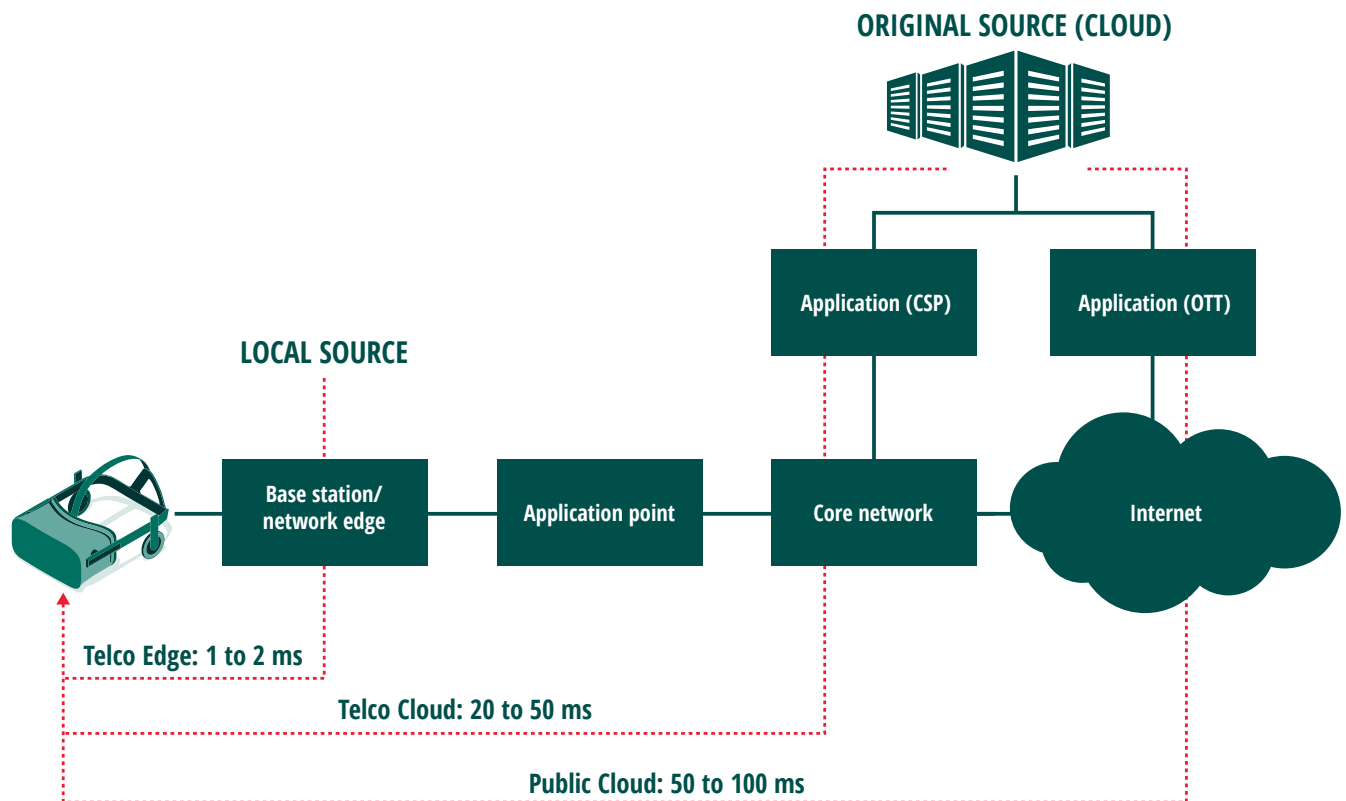 ORIGINAL SOURCE (CLOUD)
Application (CSP)
Application (OTT)
LOCAL SOURCE
Base station/
network edge
Application point
Core network
Internet
Telco Edge: 1 to 2 ms
Telco Cloud: 20 to 50 ms
Public Cloud: 50 to 100 ms